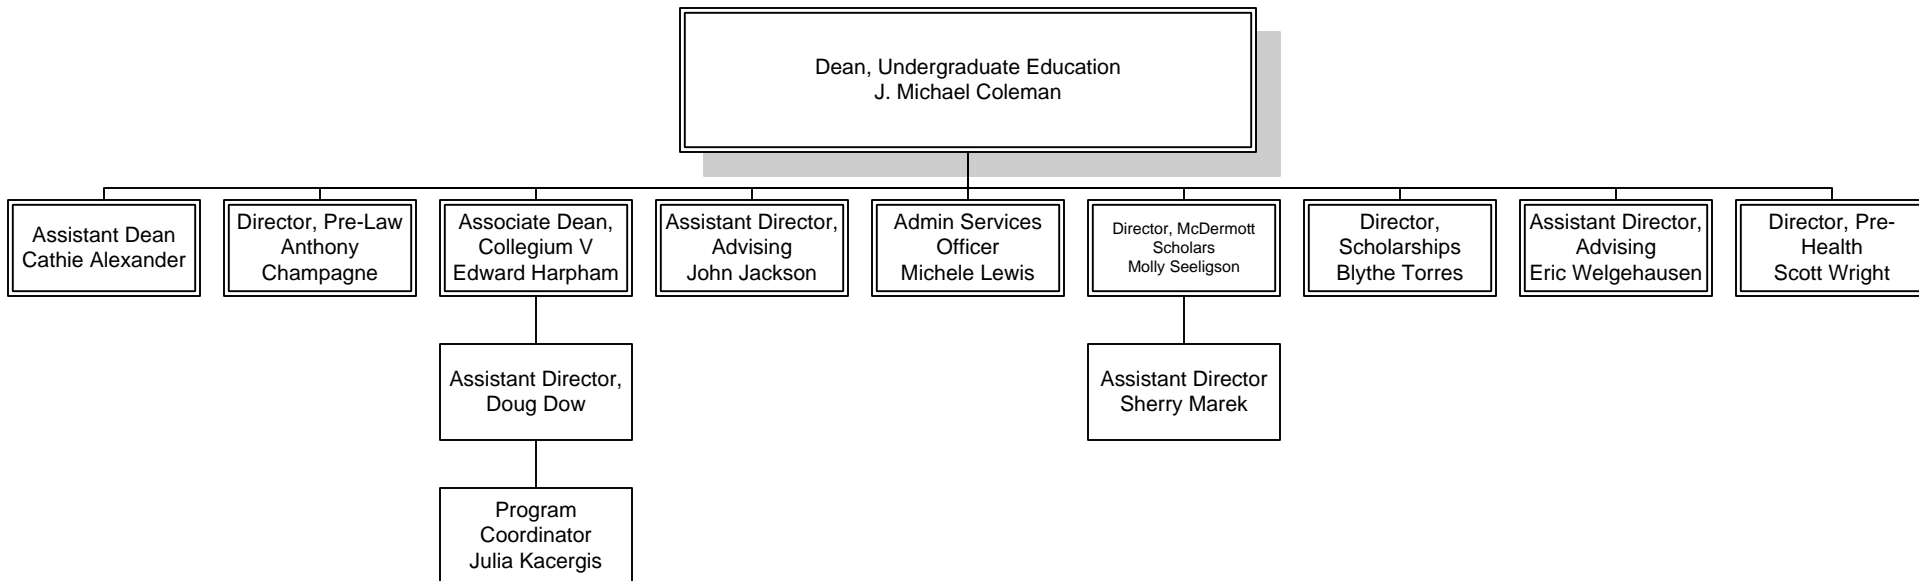 Dean, Undergraduate Education
J. Michael Coleman
Assistant Dean
Cathie Alexander
Director, Pre-Law
Anthony
Champagne
Associate Dean,
Collegium V
Edward Harpham
Assistant Director,
Advising
John Jackson
Admin Services
Officer
Michele Lewis
Director, McDermott
Scholars
Molly Seeligson
Director,
Scholarships
Blythe Torres
Assistant Director,
Advising
Eric Welgehausen
Director, Pre-
Health
Scott Wright
Assistant Director,
Doug Dow
Assistant Director
Sherry Marek
Program
Coordinator
Julia Kacergis